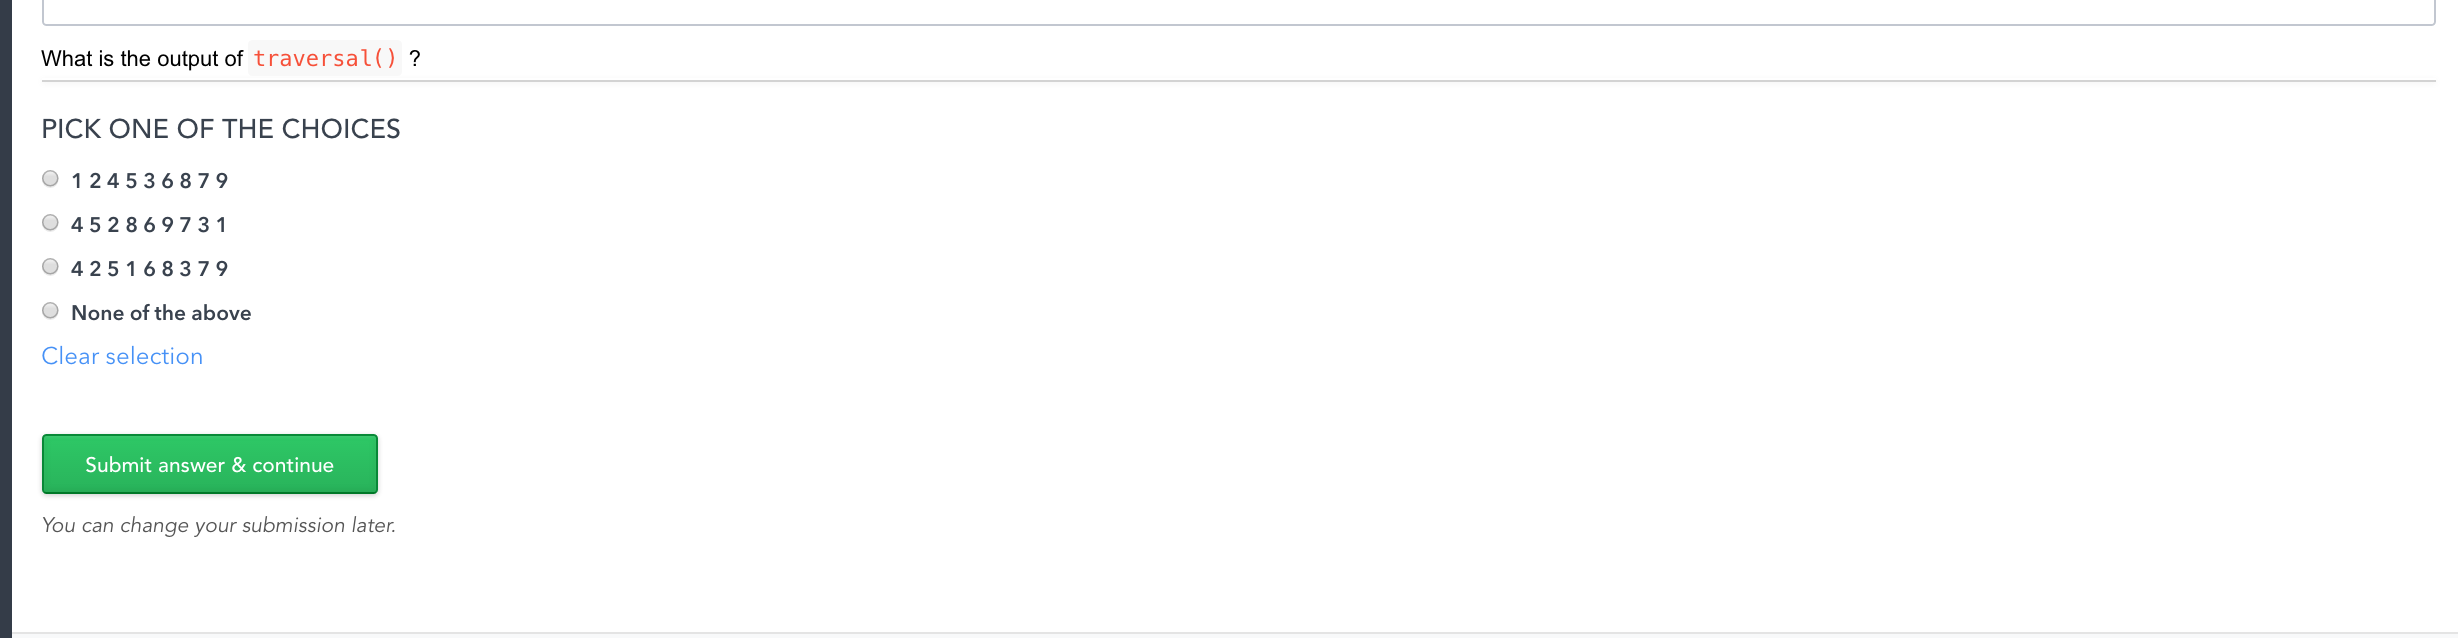 What is the output of traversal() ?
PICK ONE OF THE CHOICES
1 2 4 5 3 6 8 7 9
4 5 2 8 6 9 7 3 1
4 2 5 1 6 8 3 7 9
None of the above
Clear selection
Submit answer & continue
You can change your submission later.